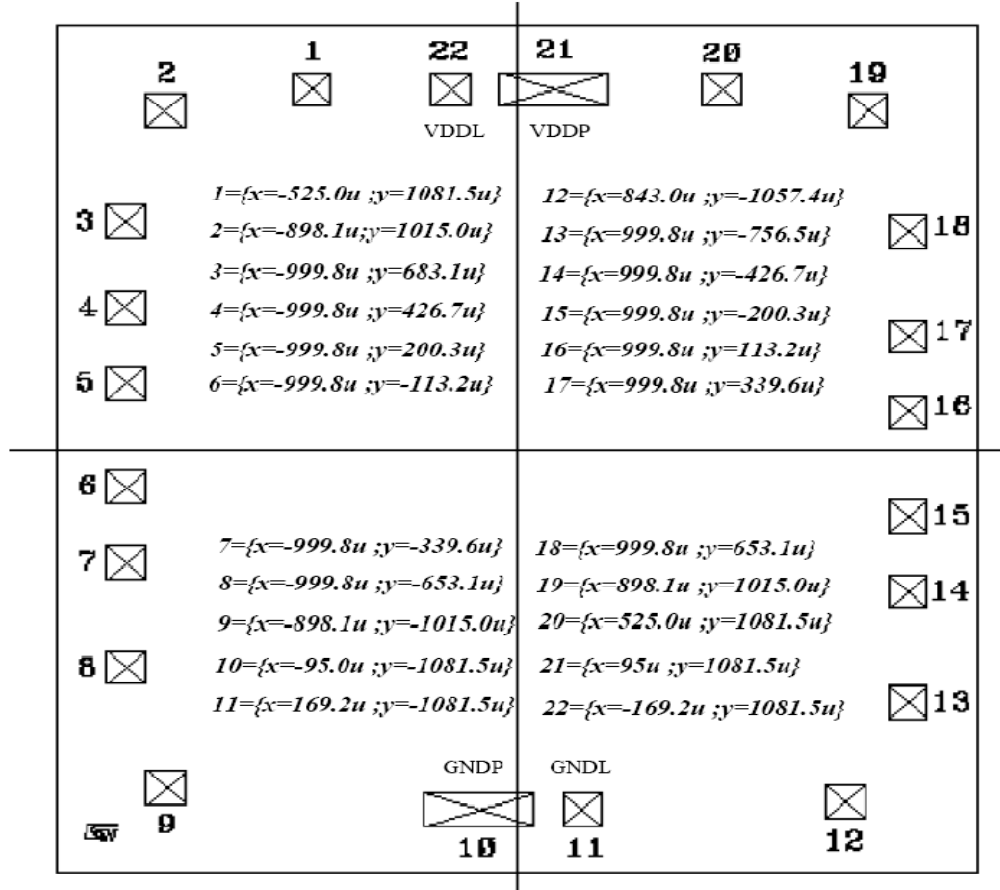 1
22
21
20
2
19
VDDL
VDDP
1={x=-525.0u ;y=1081.5u}
12={x=843.0u ;y=-1057.4u}
3
2={x=-898.1u;y=1015.0u}
13={x=999.8u ;y=-756.5u}
18
3={x=-999.8u ;y=683.1u}
14={x=999.8u ;y=-426.7u}
4
4={x=-999.8u ;y=426.7u}
15={x=999.8u ;y=-200.3u}
17
5={x=-999.8u ;y=200.3u}
16={x=999.8u ;y=113.2u}
5
6={x=-999.8u ;y=-113.2u}
17={x=999.8u ;y=339.6u}
16
6
15
7
7={x=-999.8u ;y=-339.6u}
18={x=999.8u ;y=653.1u}
8={x=-999.8u ;y=-653.1u}
19={x=898.1u ;y=1015.0u}
14
9={x=-898.1u ;y=-1015.0u}
20={x=525.0u ;y=1081.5u}
8
10={x=-95.0u ;y=-1081.5u}
21={x=95u ;y=1081.5u}
11={x=169.2u ;y=-1081.5u}
22={x=-169.2u ;y=1081.5u}
13
GNDP
GNDL
9
10
11
12